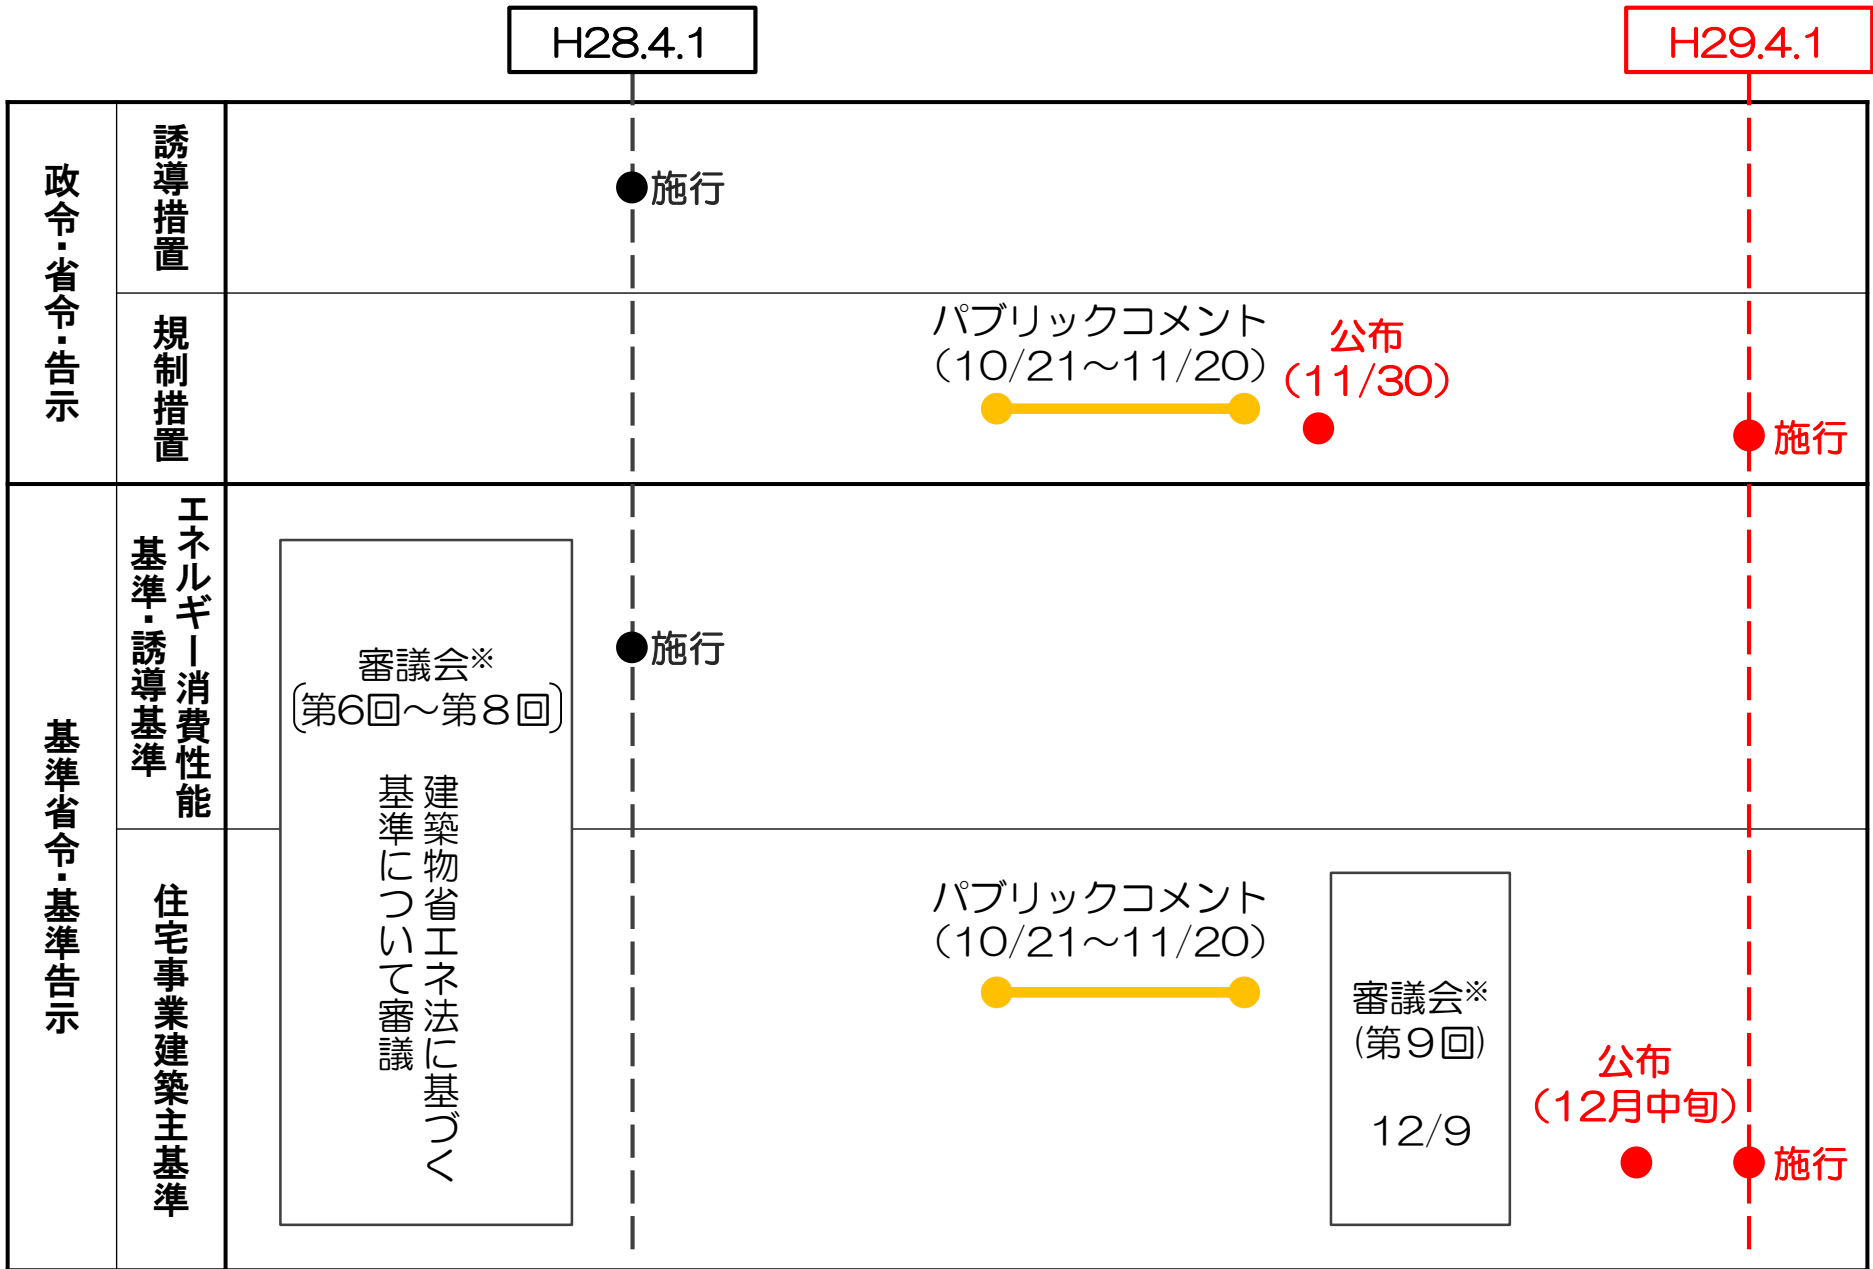 H28.4.1
H29.4.1
政令・省令・告示
誘導措置
●施行
規制措置
パブリックコメント
（10/21～11/20）
公布
（11/30）
●施行
基準省令・基準告示
エネルギー消費性能
基準・誘導基準
審議会※
〔第6回～第８回〕
建築物省エネ法に基づく
基準について審議
●施行
住宅事業建築主基準
パブリックコメント
（10/21～11/20）
審議会※
(第９回)
12/9
公布
（12月中旬）
●施行